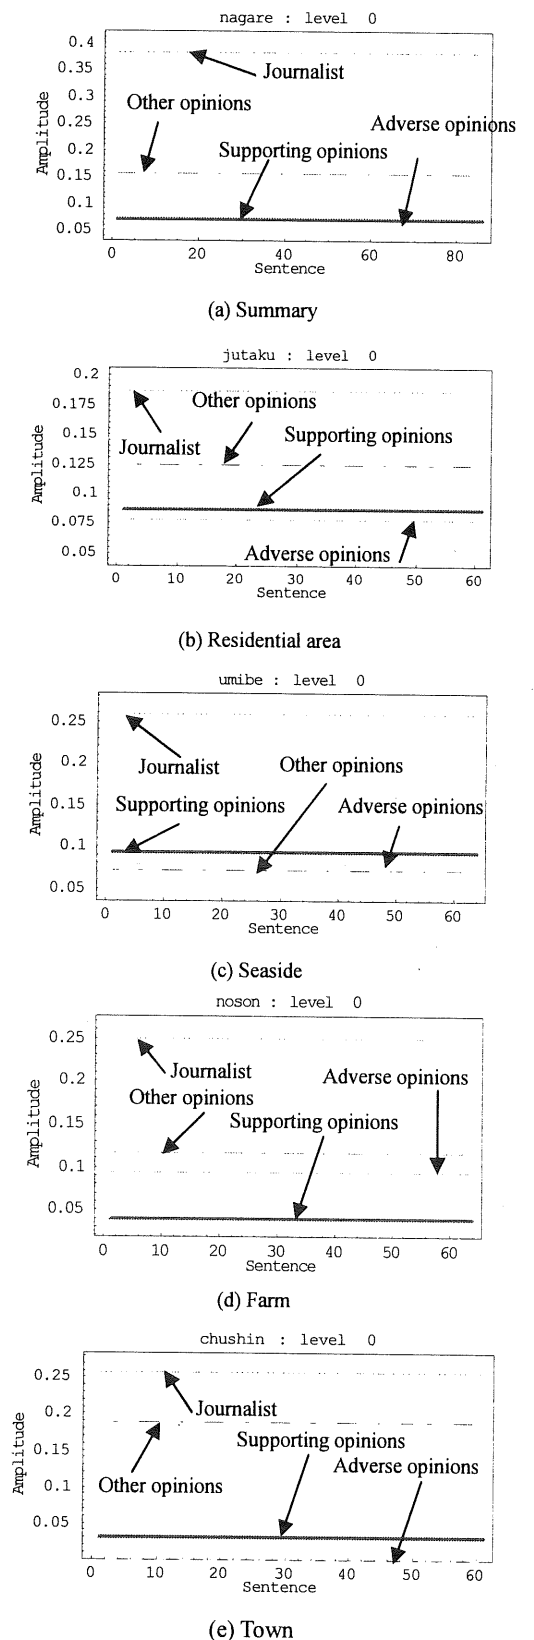 nagare : level 0
0.4
0.35
Journalist
0.3
Other opinions
0.25
Adverse opinions
Amplitude
0.2
Supporting opinions
0.15
0.1
0.05
0 20 40 60 80
Sentence
(a) Summary
jutaku : level 0
0.2
0.175
Other opinions
0.15
Journalist
Supporting opinions
0.125
Amplitude
0.1
0.075
0.05
Adverse opinions
0 10 20 30 40 50 60
Sentence
(b) Residential area
umibe : level 0
0.25
0.2
Journalist
Other opinions
Amplitude
0.15
Supporting opinions
Adverse opinions
0.1
0.05
0 10 20 30 40 50 60
Sentence
(c) Seaside
noson : level 0
0.25
Journalist
Adverse opinions
0.2
Other opinions
Amplitude
0.15
Supporting opinions
0.1
0.05
0 10 20 30 40 50 60
Sentence
(d) Farm
chushin : level 0
0.25
Journalist
0.2
Supporting opinions
Amplitude
0.15
Adverse opinions
Other opinions
0.1
0.05
0 10 20 30 40 50 60
Sentence
(e) Town